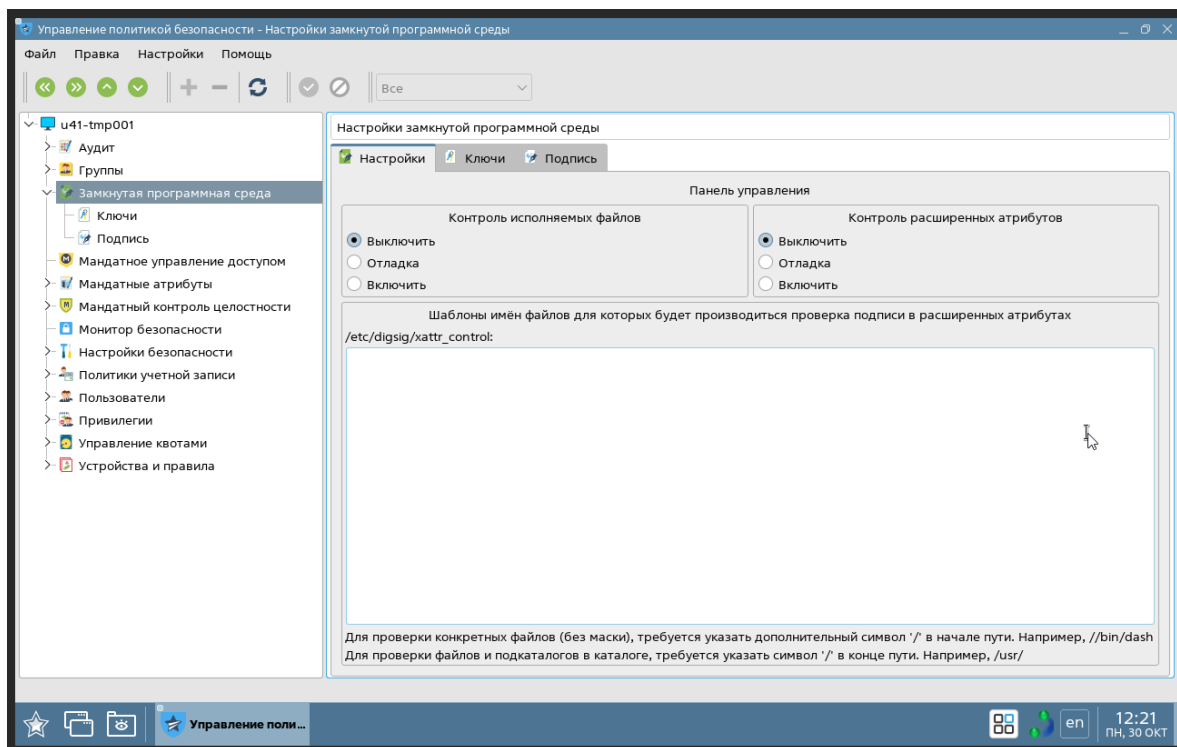 Управление политикой безопасности - Настройки замкнутой программной среды
Файл Правка Настройки Помощь
Все
u41-tmp001
Аудит
Группы
Замкнутая программная среда
Ключи
Подпись
Мандатное управление доступом
Мандатные атрибуты
Мандатный контроль целостности
Монитор безопасности
Настройки безопасности
Политики учетной записи
Пользователи
Привилегии
Управление квотами
Устройства и правила
Настройки замкнутой программной среды
Настройки Ключи Подпись
Панель управления
Контроль исполняемых файлов
Выключить
Отладка
Включить
Контроль расширенных атрибутов
Выключить
Отладка
Включить
Шаблоны имён файлов для которых будет производиться проверка подписи в расширенных атрибутах
/etc/digsig/xattr_control:
Для проверки конкретных файлов (без маски), требуется указать дополнительный символ '/' в начале пути. Например, //bin/dash
Для проверки файлов и подкаталогов в каталоге, требуется указать символ '/' в конце пути. Например, /usr/
Управление поли...
en
12:21
ПН, 30 ОКТ